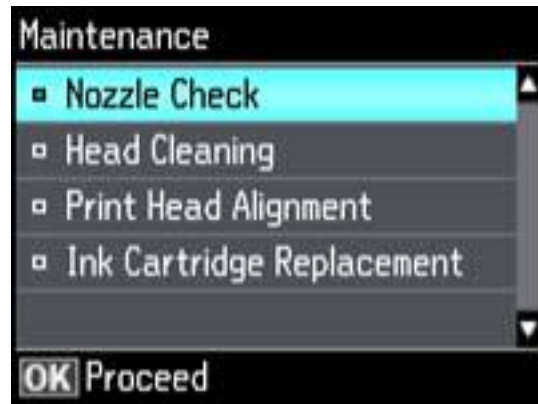 Maintenance
Nozzle Check
Head Cleaning
Print Head Alignment
Ink Cartridge Replacement
OK Proceed